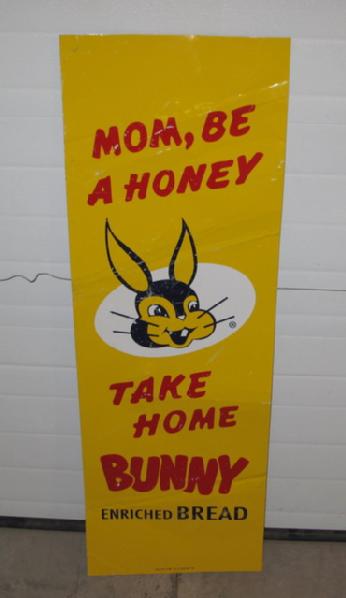 MOM, BE
A HONEY
®
TAKE
HOME
BUNNY
ENRICHED BREAD